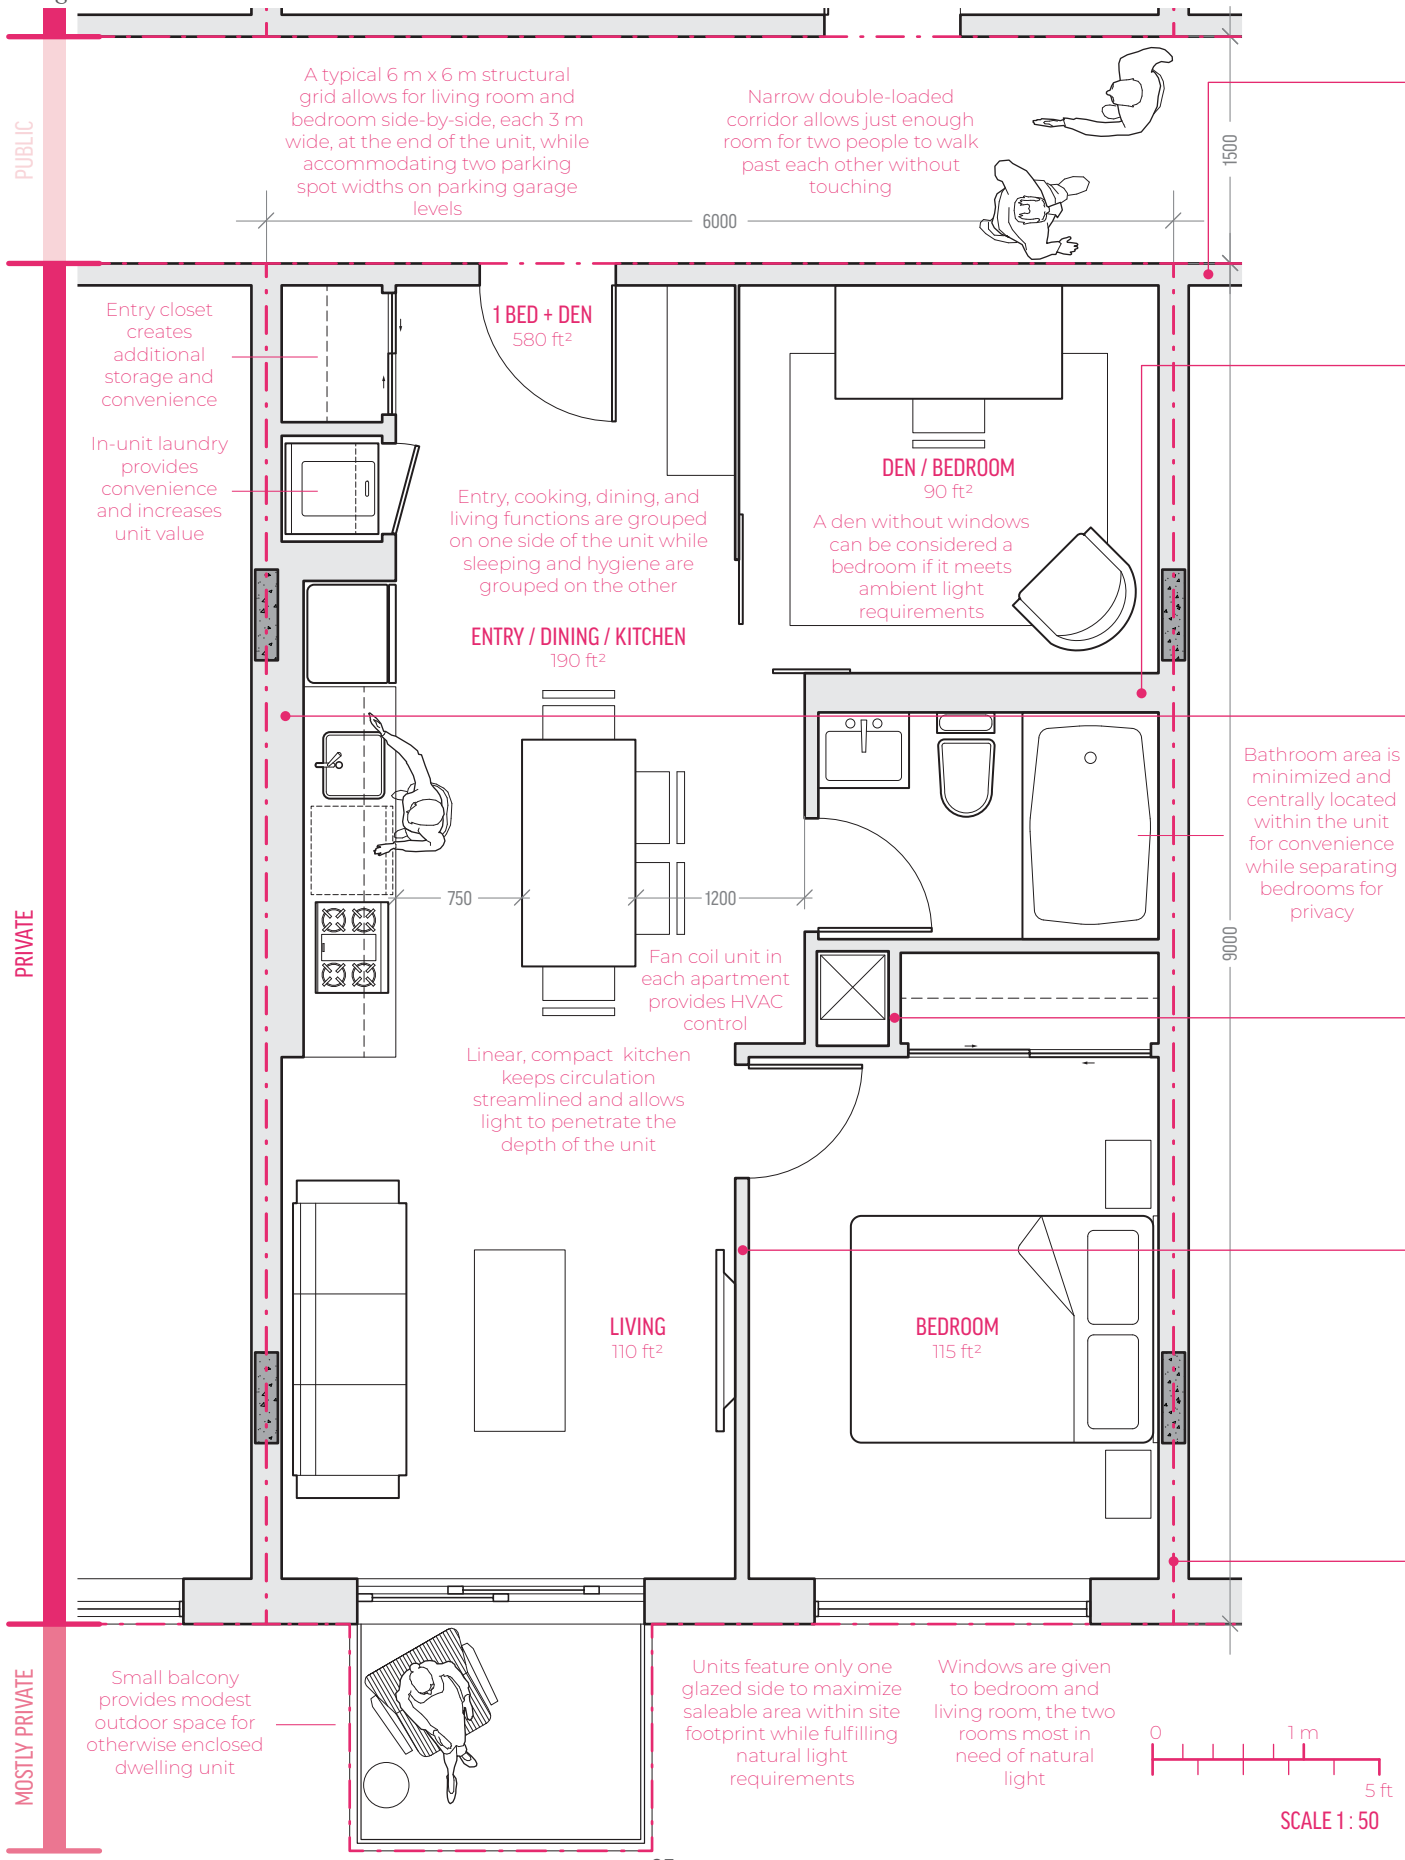 PUBLIC
A typical 6 m x 6 m structural
grid allows for living room and
bedroom side-by-side, each 3 m
wide, at the end of the unit, while
accommodating two parking
spot widths on parking garage
levels
Narrow double-loaded
corridor allows just enough
room for two people to walk
past each other without
touching
1500
6000
Entry closet
creates
additional
storage and
convenience
1 BED + DEN
580 ft²
In-unit laundry
provides
convenience
and increases
unit value
DEN / BEDROOM
90 ft²
A den without windows
can be considered a
bedroom if it meets
ambient light
requirements
Entry, cooking, dining, and
living functions are grouped
on one side of the unit while
sleeping and hygiene are
grouped on the other
ENTRY / DINING / KITCHEN
190 ft²
Bathroom area is
minimized and
centrally located
within the unit
for convenience
while separating
bedrooms for
privacy
750
1200
PRIVATE
9000
Fan coil unit in
each apartment
provides HVAC
control
Linear, compact kitchen
keeps circulation
streamlined and allows
light to penetrate the
depth of the unit
LIVING
110 ft²
BEDROOM
115 ft²
MOSTLY PRIVATE
Small balcony
provides modest
outdoor space for
otherwise enclosed
dwelling unit
Units feature only one
glazed side to maximize
saleable area within site
footprint while fulfilling
natural light
requirements
Windows are given
to bedroom and
living room, the two
rooms most in
need of natural
light
0
1 m
5 ft
SCALE 1 : 50